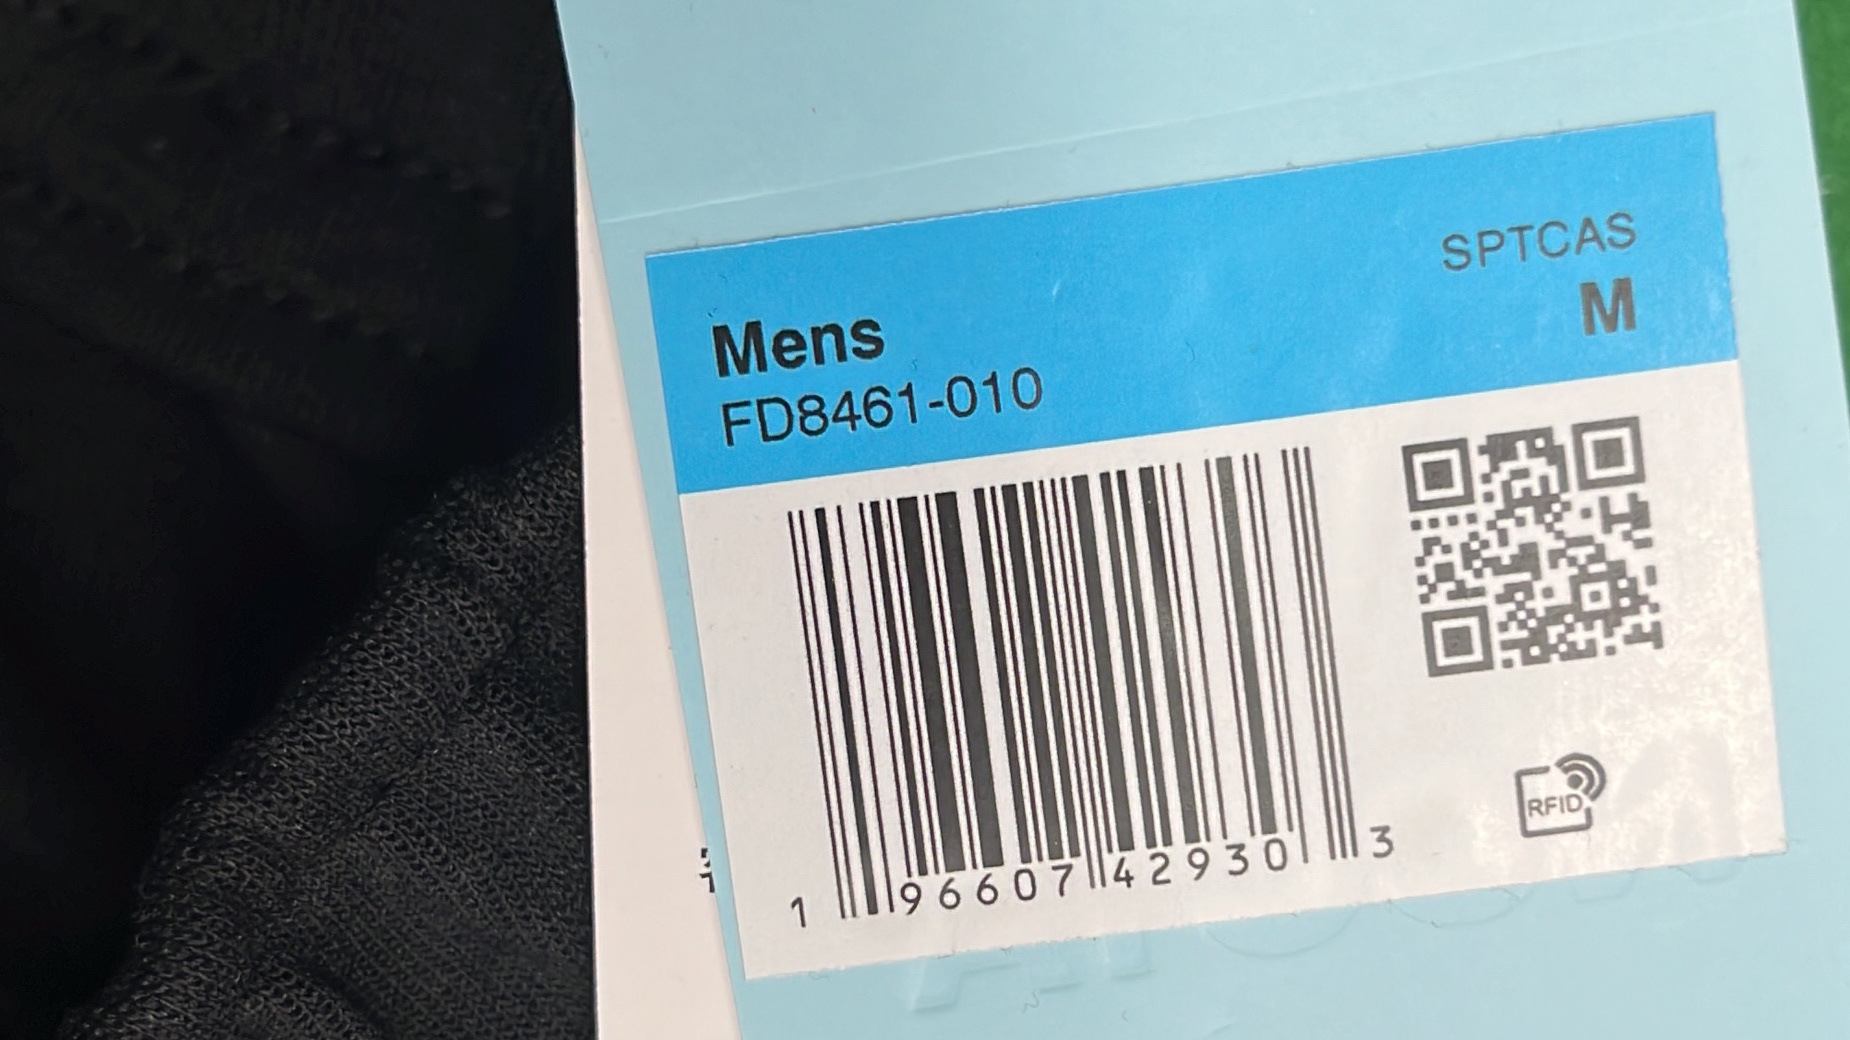 SPTCAS
M
Mens
FD8461-010
1 96607 42930 3
RFID